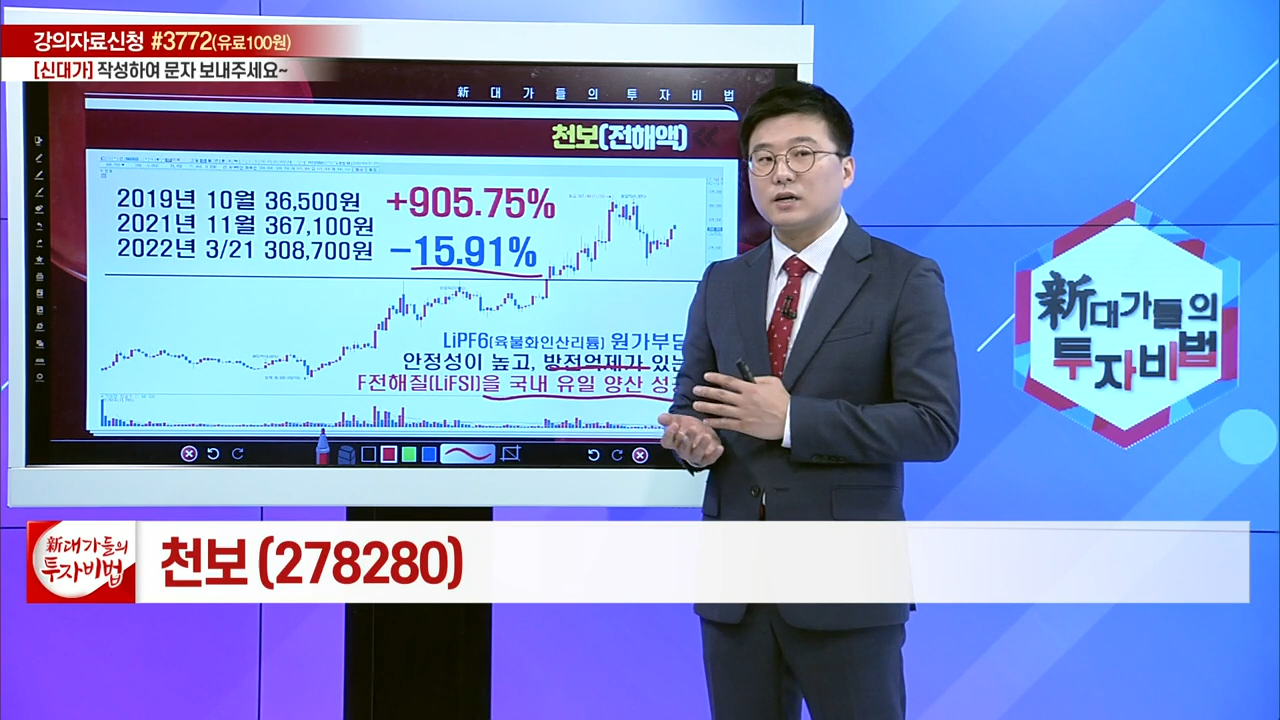 강의자료신청 #3772(유료100원)
[신대가] 작성하여 문자 보내주세요~
新 대 가 들 의 투 자 비 법
천보(전해액)
2019년 10월 36,500원 +905.75%
2021년 11월 367,100원
2022년 3/21 308,700원 -15.91%
LiPF6(육불화인산리튬) 원가부담
안정성이 높고, 방전억제가 있는
F전해질(LiFSI)을 국내 유일 양산 성공
新대가들의
투자비법
新대가들의
투자비법
천보 (278280)